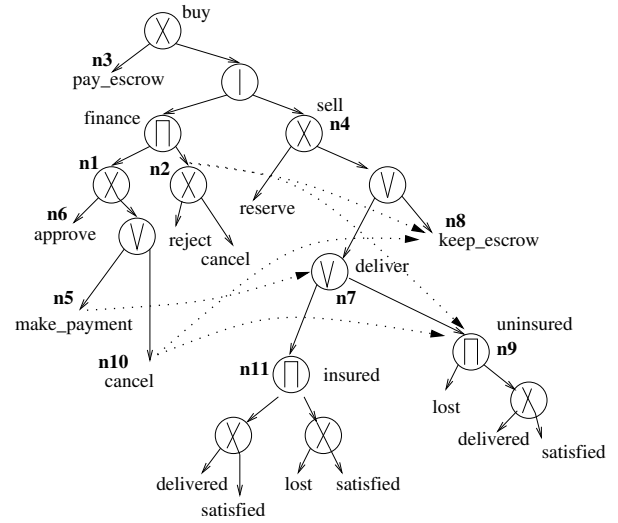 buy
n3
pay_escrow
finance
sell
n4
n1
n2
n6
approve
reject
cancel
reserve
n8
keep_escrow
n5
make_payment
deliver
n7
n10
cancel
uninsured
n9
n11
insured
lost
delivered
satisfied
delivered
satisfied
lost
satisfied